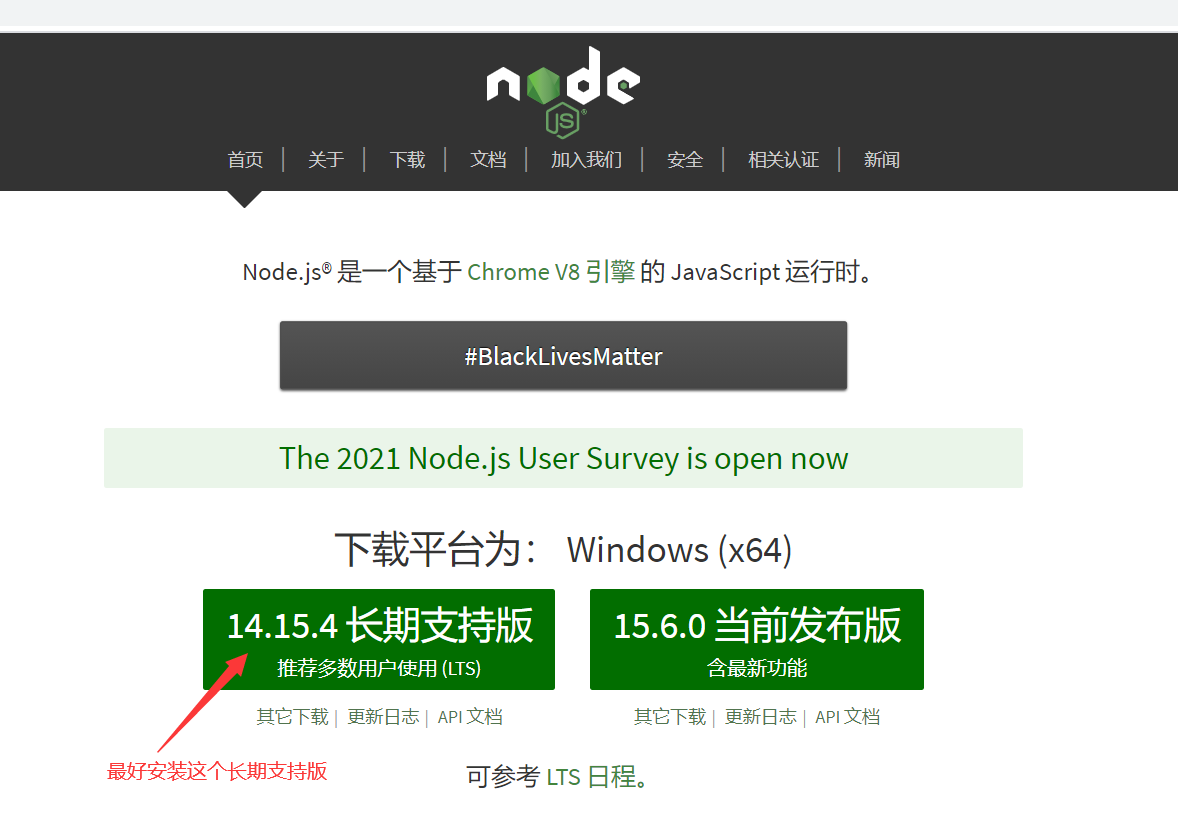 node
JS®
首页 | 关于 | 下载 | 文档 | 加入我们 | 安全 | 相关认证 | 新闻
Node.js® 是一个基于 Chrome V8 引擎 的 JavaScript 运行时。
#BlackLivesMatter
The 2021 Node.js User Survey is open now
下载平台为： Windows (x64)
14.15.4 长期支持版
推荐多数用户使用 (LTS)
15.6.0 当前发布版
含最新功能
其它下载 | 更新日志 | API 文档
其它下载 | 更新日志 | API 文档
最好安装这个长期支持版
可参考 LTS 日程。